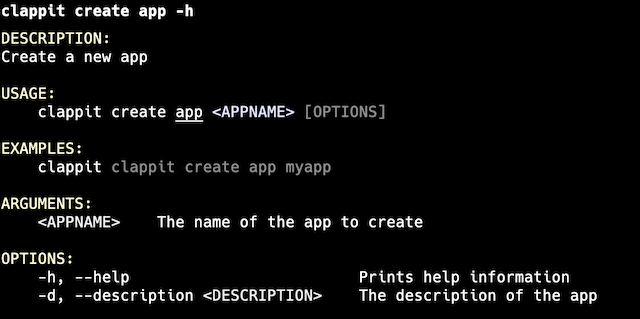 clappit create app -h
DESCRIPTION:
Create a new app
USAGE:
clappit create app <APPNAME> [OPTIONS]
EXAMPLES:
clappit clappit create app myapp
ARGUMENTS:
<APPNAME>    The name of the app to create
OPTIONS:
-h, --help                         Prints help information
-d, --description <DESCRIPTION>    The description of the app